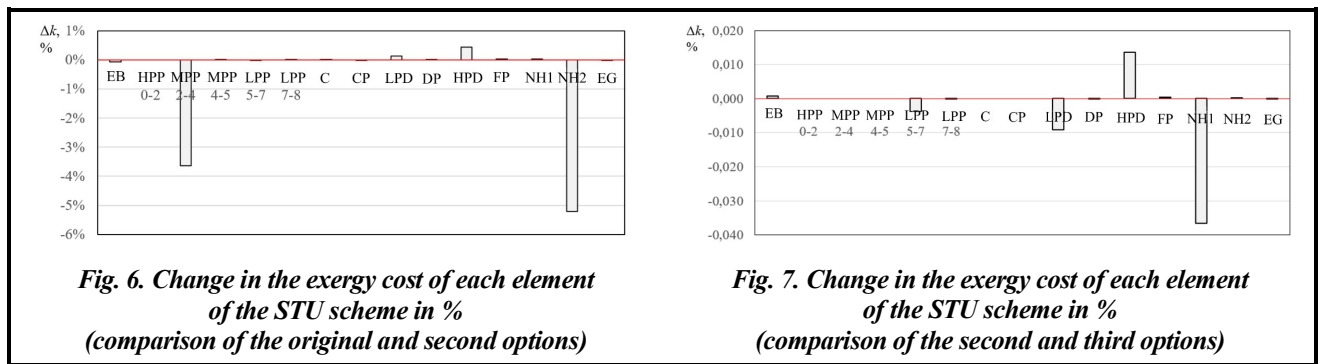 Δk,
%
1%
0%
-1%
-2%
-3%
-4%
-5%
-6%
EB HPP MPP MPP LPP LPP C CP LPD DP HPD FP NH1 NH2 EG
0-2 2-4 4-5 5-7 7-8
Fig. 6. Change in the exergy cost of each element
of the STU scheme in %
(comparison of the original and second options)
Δk,
%
0,020
0,010
0,000
-0,010
-0,020
-0,030
-0,040
EB HPP MPP MPP LPP LPP C CP LPD DP HPD FP NH1 NH2 EG
0-2 2-4 4-5 5-7 7-8
Fig. 7. Change in the exergy cost of each element
of the STU scheme in %
(comparison of the second and third options)